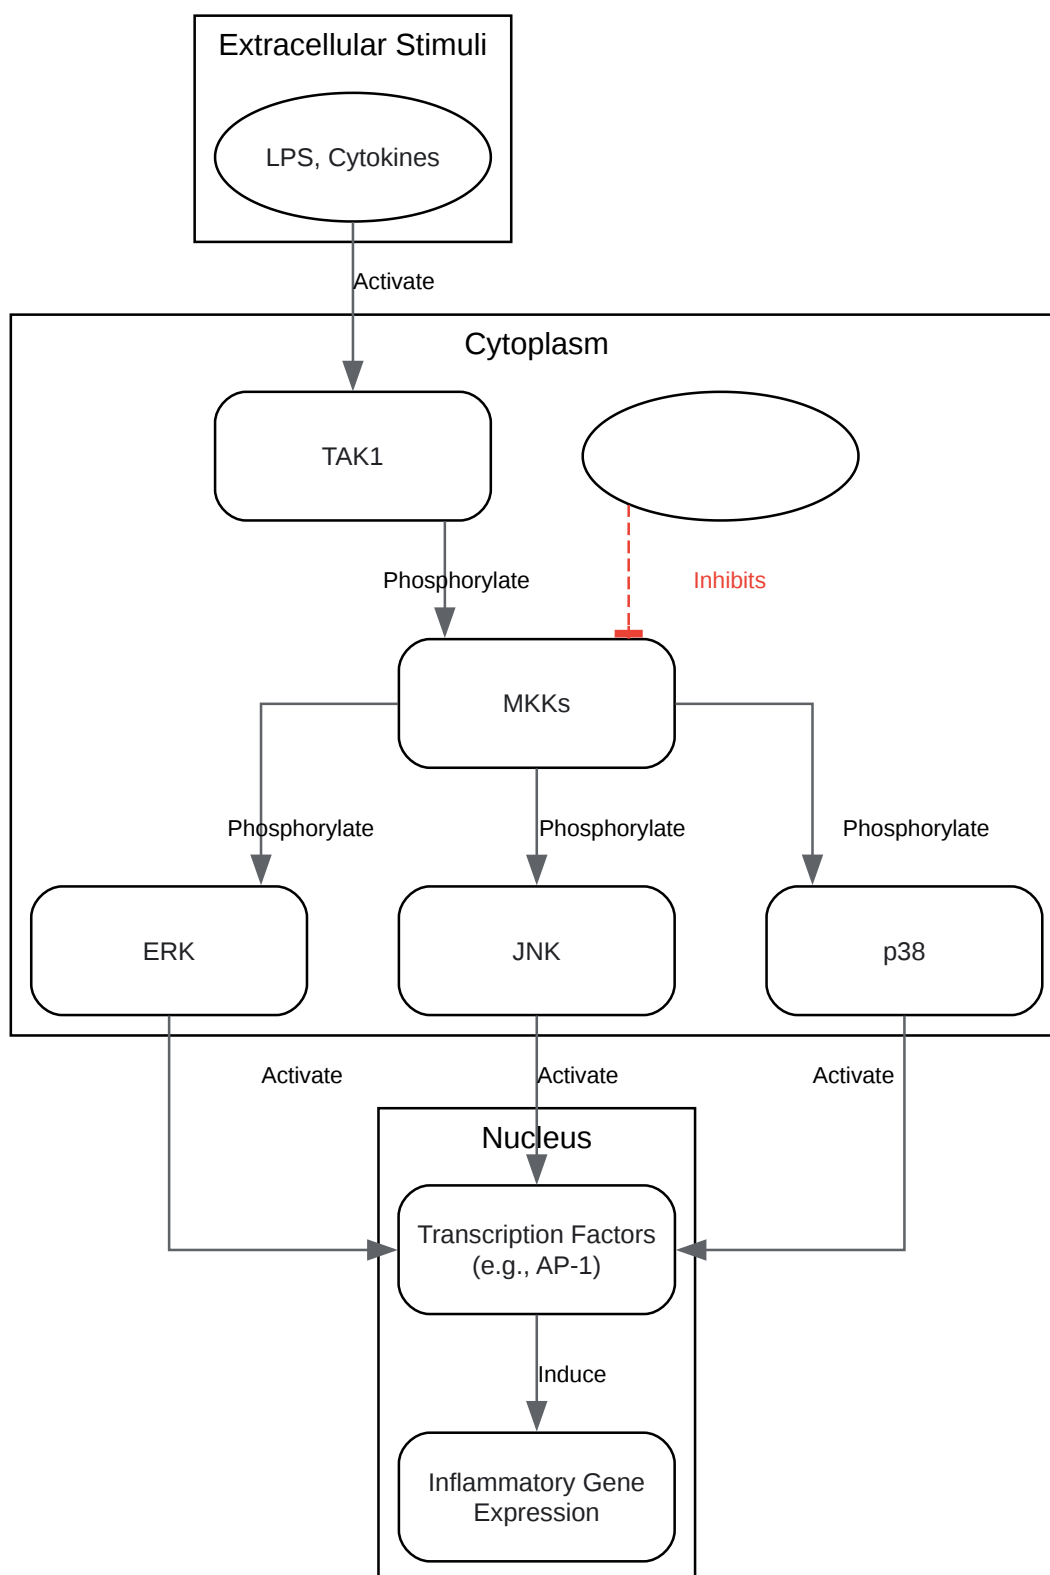 Extracellular Stimuli
LPS, Cytokines
Activate
Cytoplasm
TAK1
Phosphorylate
Inhibits
MKKs
Phosphorylate
Phosphorylate
Phosphorylate
ERK
JNK
p38
Activate
Activate
Activate
Nucleus
Transcription Factors
(e.g., AP-1)
Induce
Inflammatory Gene
Expression